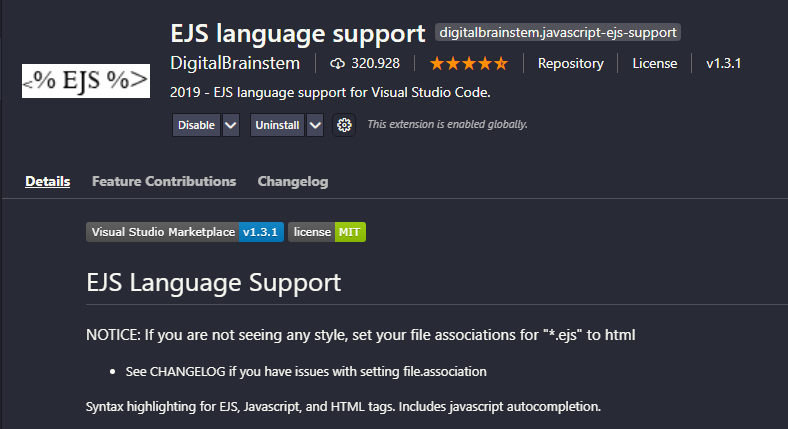 <% EJS %>
EJS language support digitalbrainstem.javascript-ejs-support
DigitalBrainstem 320.928 Repository License v1.3.1
2019 - EJS language support for Visual Studio Code.
Disable Uninstall This extension is enabled globally.
Details Feature Contributions Changelog
Visual Studio Marketplace v1.3.1 license MIT
EJS Language Support
NOTICE: If you are not seeing any style, set your file associations for "*.ejs" to html
• See CHANGELOG if you have issues with setting file.association
Syntax highlighting for EJS, Javascript, and HTML tags. Includes javascript autocompletion.